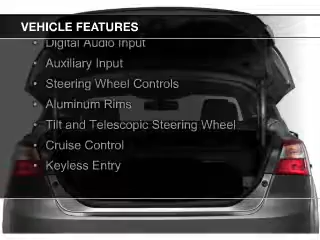 VEHICLE FEATURES
• Digital Audio Input
• Auxiliary Input
• Steering Wheel Controls
• Aluminum Rims
• Tilt and Telescopic Steering Wheel
• Cruise Control
• Keyless Entry